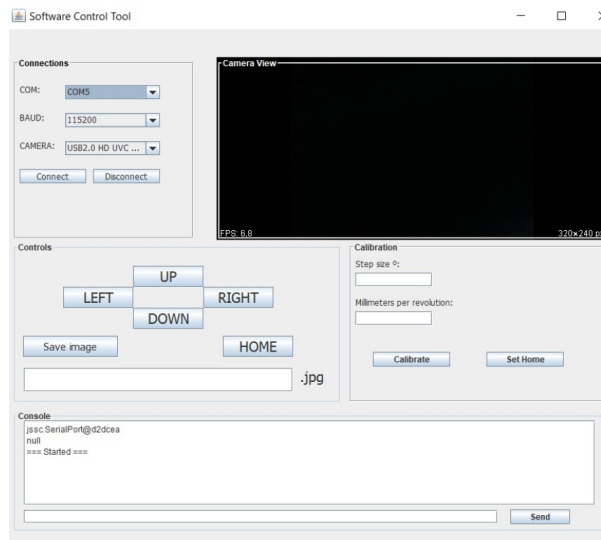 Software Control Tool
Connections
COM:
COM5
BAUD:
115200
CAMERA:
USB2.0 HD UVC ...
Connect
Disconnect
Camera View
FPS: 6,8
320×240 p
Controls
UP
LEFT
RIGHT
DOWN
Save image
HOME
.jpg
Calibration
Step size º:
Milimeters per revolution:
Calibrate
Set Home
Console
jssc.SerialPort@d2dcea
null
=== Started ===
Send